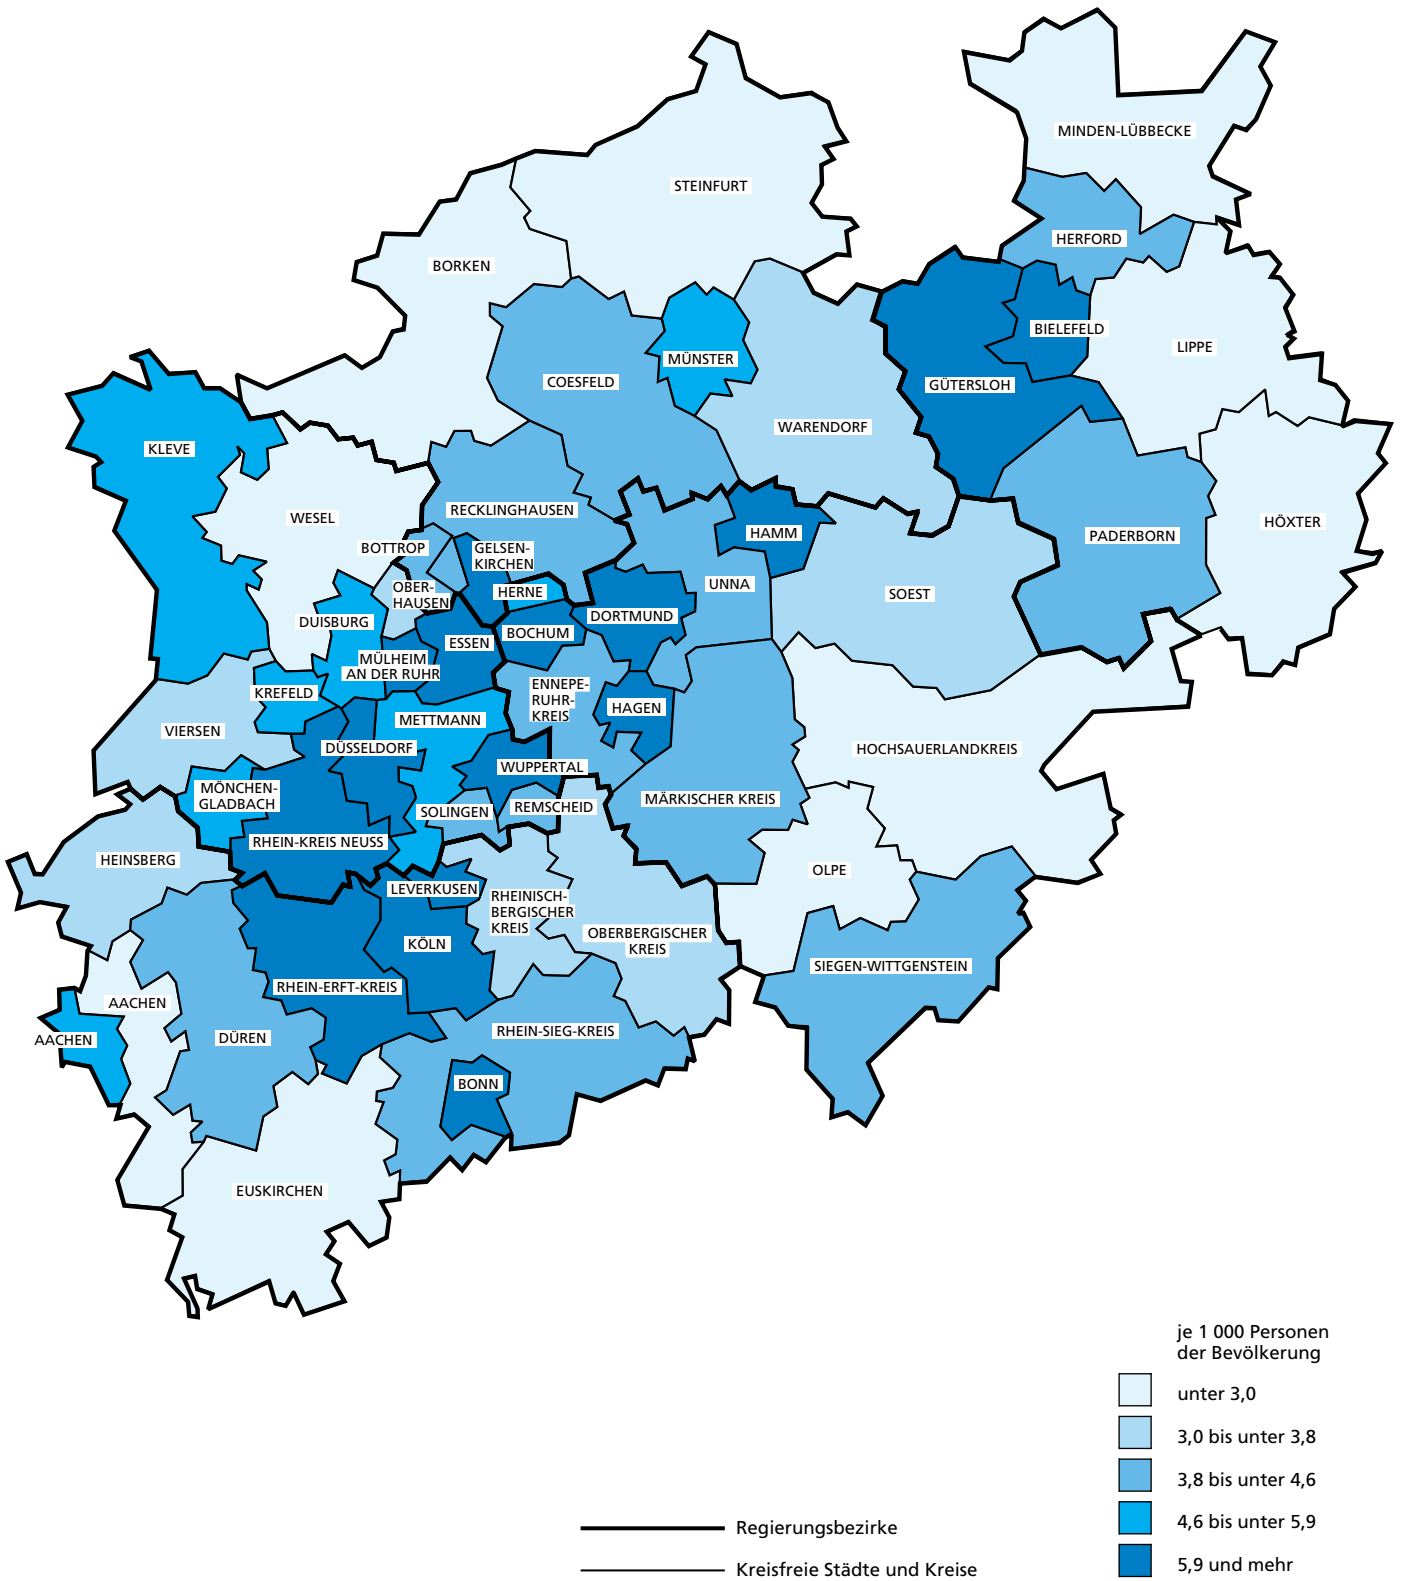 MINDEN-LÜBBECKE
STEINFURT
HERFORD
BORKEN
BIELEFELD
LIPPE
MÜNSTER
COESFELD
GÜTERSLOH
WARENDORF
KLEVE
RECKLINGHAUSEN
WESEL
HÖXTER
HAMM
PADERBORN
BOTTROP
GELSEN-
KIRCHEN
UNNA
OBER-
HAUSEN
HERNE
SOEST
DORTMUND
DUISBURG
BOCHUM
ESSEN
MÜLHEIM
AN DER RUHR
KREFELD
ENNEPE-
RUHR-
KREIS
HAGEN
METTMANN
VIERSEN
DÜSSELDORF
HOCHSAUERLANDKREIS
WUPPERTAL
MÖNCHEN-
GLADBACH
MÄRKISCHER KREIS
REMSCHEID
SOLINGEN
RHEIN-KREIS NEUSS
HEINSBERG
OLPE
LEVERKUSEN
RHEINISCH-
BERGISCHER
KREIS
OBERBERGISCHER
KREIS
KÖLN
SIEGEN-WITTGENSTEIN
RHEIN-ERFT-KREIS
AACHEN
RHEIN-SIEG-KREIS
DÜREN
AACHEN
BONN
EUSKIRCHEN
je 1 000 Personen
der Bevölkerung
unter 3,0
3,0 bis unter 3,8
3,8 bis unter 4,6
4,6 bis unter 5,9
5,9 und mehr
Regierungsbezirke
Kreisfreie Städte und Kreise